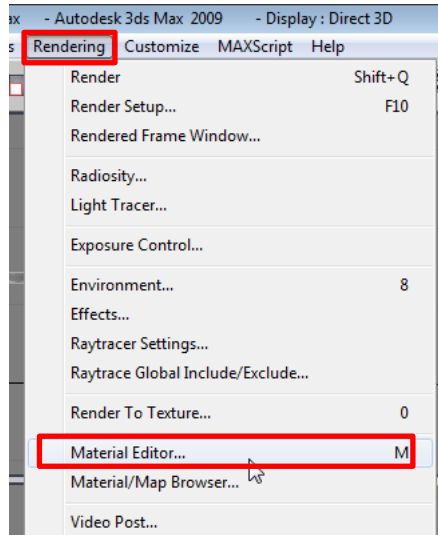 ax - Autodesk 3ds Max 2009 - Display : Direct 3D
s Rendering Customize MAXScript Help
Render Shift+Q
Render Setup... F10
Rendered Frame Window...
Radiosity...
Light Tracer...
Exposure Control...
Environment... 8
Effects...
Raytracer Settings...
Raytrace Global Include/Exclude...
Render To Texture... 0
Material Editor... M
Material/Map Browser...
Video Post...